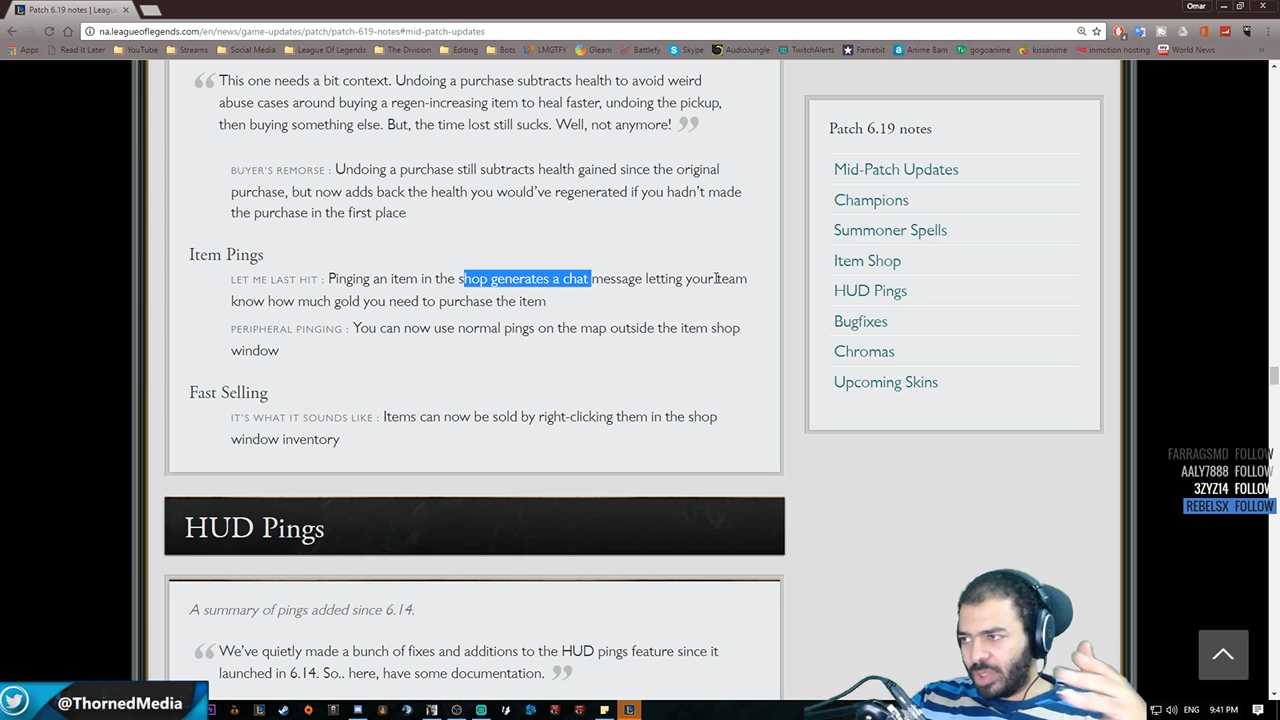 Patch 6.19 notes | Leagu
Omar
na.leagueoflegends.com/en/news/game-updates/patch/patch-619-notes#mid-patch-updates
Apps Read It Later YouTube Streams Social Media League Of Legends The Division Editing Bots LMGTFY Gleam Battlefy Skype AudioJungle TwitchAlerts Famebit Anime Bam gogoanime kissanime inmotion hosting World News
This one needs a bit context. Undoing a purchase subtracts health to avoid weird
abuse cases around buying a regen-increasing item to heal faster, undoing the pickup,
then buying something else. But, the time lost still sucks. Well, not anymore!
BUYER'S REMORSE : Undoing a purchase still subtracts health gained since the original
purchase, but now adds back the health you would've regenerated if you hadn't made
the purchase in the first place
Item Pings
LET ME LAST HIT : Pinging an item in the shop generates a chat message letting your team
know how much gold you need to purchase the item
PERIPHERAL PINGING : You can now use normal pings on the map outside the item shop
window
Fast Selling
IT'S WHAT IT SOUNDS LIKE : Items can now be sold by right-clicking them in the shop
window inventory
HUD Pings
A summary of pings added since 6.14.
We've quietly made a bunch of fixes and additions to the HUD pings feature since it
launched in 6.14. So.. here, have some documentation.
Patch 6.19 notes
Mid-Patch Updates
Champions
Summoner Spells
Item Shop
HUD Pings
Bugfixes
Chromas
Upcoming Skins
FARRAGSMD FOLLOW
AALY7888 FOLLOW
3ZYZ14 FOLLOW
REBELSX FOLLOW
@ThornedMedia
9:41 PM